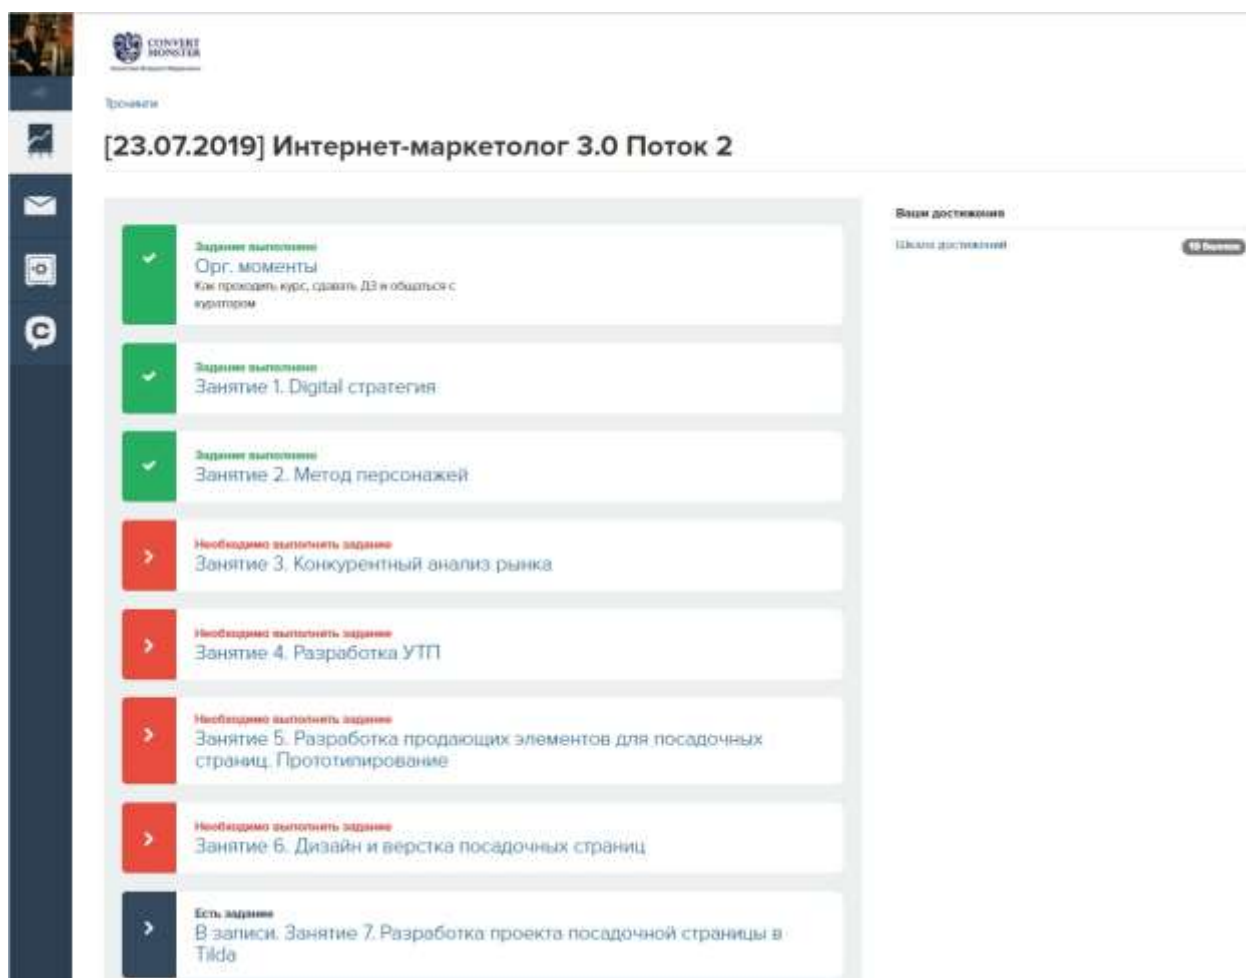 CONVERT
MONSTER
Тренинги
[23.07.2019] Интернет-маркетолог 3.0 Поток 2
Задание выполнено
Орг. моменты
Как проходить курс, сдавать ДЗ и общаться с
куратором
Задание выполнено
Занятие 1. Digital стратегия
Задание выполнено
Занятие 2. Метод персонажей
Необходимо выполнить задание
Занятие 3. Конкурентный анализ рынка
Необходимо выполнить задание
Занятие 4. Разработка УТП
Необходимо выполнить задание
Занятие 5. Разработка продающих элементов для посадочных
страниц. Прототипирование
Необходимо выполнить задание
Занятие 6. Дизайн и верстка посадочных страниц
Есть задание
В записи. Занятие 7. Разработка проекта посадочной страницы в
Tilda
Ваши достижения
Шкала достижений
баллов